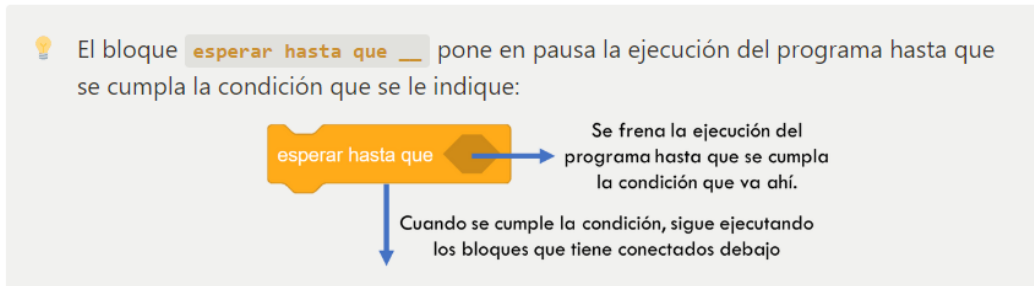 El bloque esperar hasta que __ pone en pausa la ejecución del programa hasta que
se cumpla la condición que se le indique:
esperar hasta que
Se frena la ejecución del
programa hasta que se cumpla
la condición que va ahí.
Cuando se cumple la condición, sigue ejecutando
los bloques que tiene conectados debajo